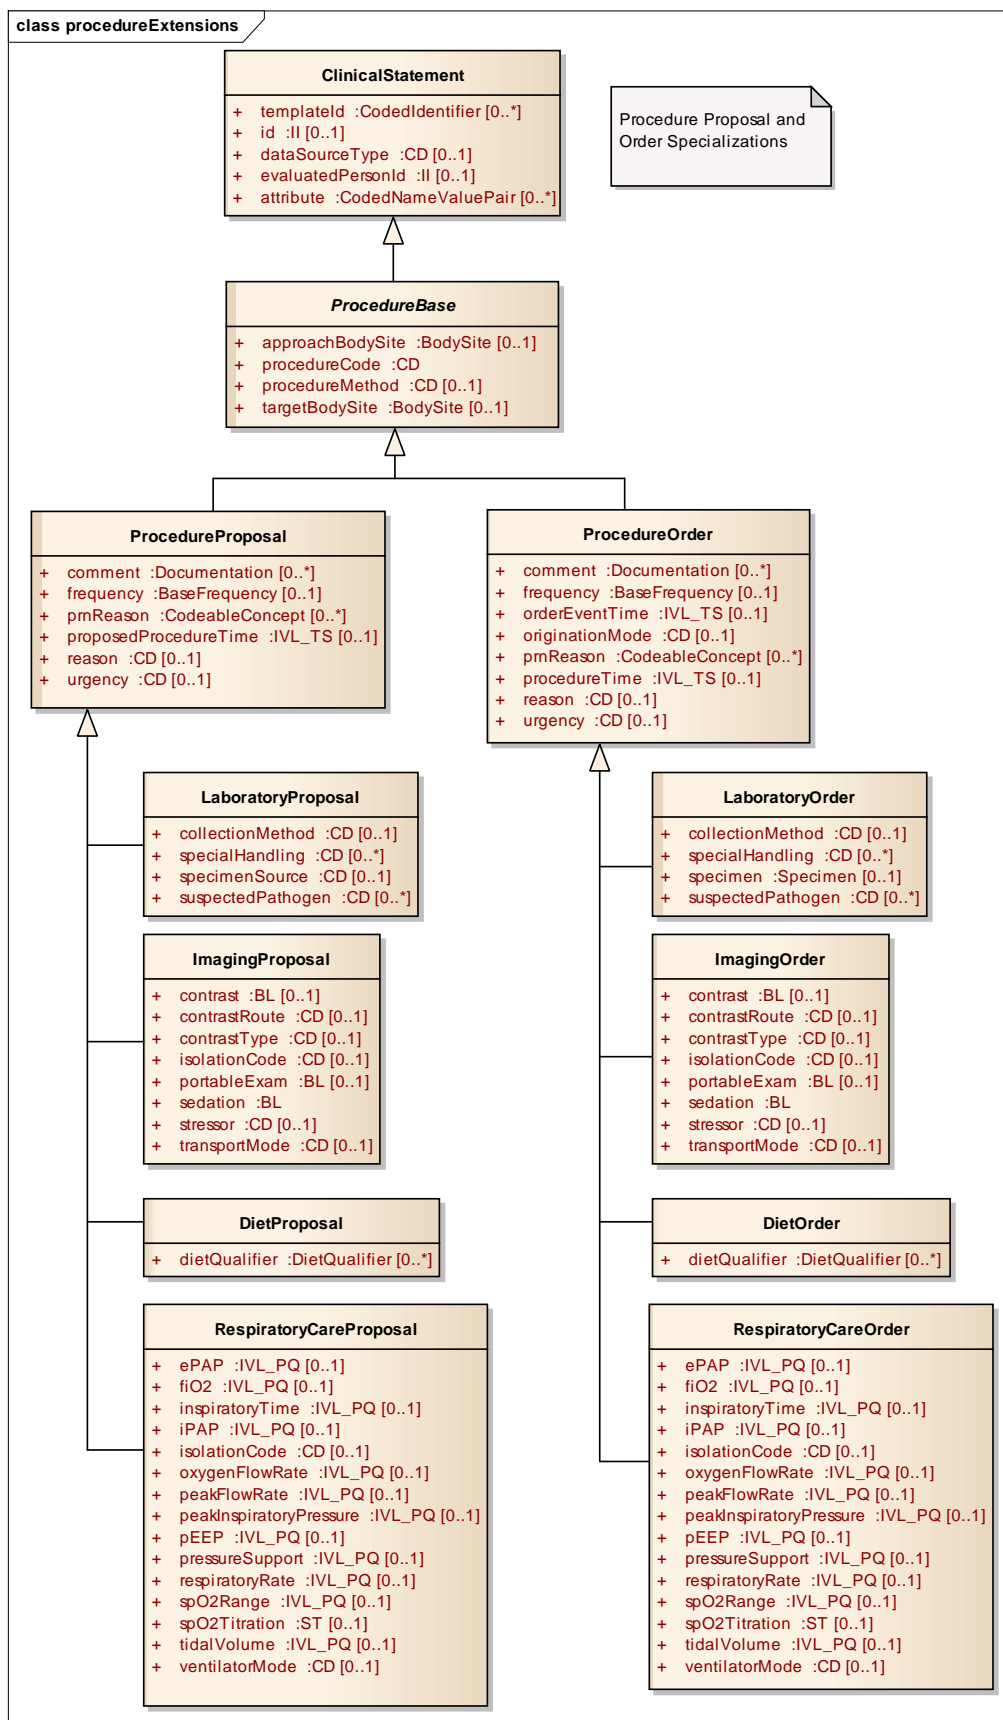 class procedureExtensions
ClinicalStatement
+ templateId :CodedIdentifier [0..*]
+ id :II [0..1]
+ dataSourceType :CD [0..1]
+ evaluatedPersonId :II [0..1]
+ attribute :CodedNameValuePair [0..*]
Procedure Proposal and
Order Specializations
ProcedureBase
+ approachBodySite :BodySite [0..1]
+ procedureCode :CD
+ procedureMethod :CD [0..1]
+ targetBodySite :BodySite [0..1]
ProcedureProposal
+ comment :Documentation [0..*]
+ frequency :BaseFrequency [0..1]
+ prnReason :CodeableConcept [0..*]
+ proposedProcedureTime :IVL_TS [0..1]
+ reason :CD [0..1]
+ urgency :CD [0..1]
ProcedureOrder
+ comment :Documentation [0..*]
+ frequency :BaseFrequency [0..1]
+ orderEventTime :IVL_TS [0..1]
+ originationMode :CD [0..1]
+ prnReason :CodeableConcept [0..*]
+ procedureTime :IVL_TS [0..1]
+ reason :CD [0..1]
+ urgency :CD [0..1]
LaboratoryProposal
+ collectionMethod :CD [0..1]
+ specialHandling :CD [0..*]
+ specimenSource :CD [0..1]
+ suspectedPathogen :CD [0..*]
LaboratoryOrder
+ collectionMethod :CD [0..1]
+ specialHandling :CD [0..*]
+ specimen :Specimen [0..1]
+ suspectedPathogen :CD [0..*]
ImagingProposal
+ contrast :BL [0..1]
+ contrastRoute :CD [0..1]
+ contrastType :CD [0..1]
+ isolationCode :CD [0..1]
+ portableExam :BL [0..1]
+ sedation :BL
+ stressor :CD [0..1]
+ transportMode :CD [0..1]
ImagingOrder
+ contrast :BL [0..1]
+ contrastRoute :CD [0..1]
+ contrastType :CD [0..1]
+ isolationCode :CD [0..1]
+ portableExam :BL [0..1]
+ sedation :BL
+ stressor :CD [0..1]
+ transportMode :CD [0..1]
DietProposal
+ dietQualifier :DietQualifier [0..*]
DietOrder
+ dietQualifier :DietQualifier [0..*]
RespiratoryCareProposal
+ ePAP :IVL_PQ [0..1]
+ fiO2 :IVL_PQ [0..1]
+ inspiratoryTime :IVL_PQ [0..1]
+ iPAP :IVL_PQ [0..1]
+ isolationCode :CD [0..1]
+ oxygenFlowRate :IVL_PQ [0..1]
+ peakFlowRate :IVL_PQ [0..1]
+ peakInspiratoryPressure :IVL_PQ [0..1]
+ pEEP :IVL_PQ [0..1]
+ pressureSupport :IVL_PQ [0..1]
+ respiratoryRate :IVL_PQ [0..1]
+ spO2Range :IVL_PQ [0..1]
+ spO2Titration :ST [0..1]
+ tidalVolume :IVL_PQ [0..1]
+ ventilatorMode :CD [0..1]
RespiratoryCareOrder
+ ePAP :IVL_PQ [0..1]
+ fiO2 :IVL_PQ [0..1]
+ inspiratoryTime :IVL_PQ [0..1]
+ iPAP :IVL_PQ [0..1]
+ isolationCode :CD [0..1]
+ oxygenFlowRate :IVL_PQ [0..1]
+ peakFlowRate :IVL_PQ [0..1]
+ peakInspiratoryPressure :IVL_PQ [0..1]
+ pEEP :IVL_PQ [0..1]
+ pressureSupport :IVL_PQ [0..1]
+ respiratoryRate :IVL_PQ [0..1]
+ spO2Range :IVL_PQ [0..1]
+ spO2Titration :ST [0..1]
+ tidalVolume :IVL_PQ [0..1]
+ ventilatorMode :CD [0..1]